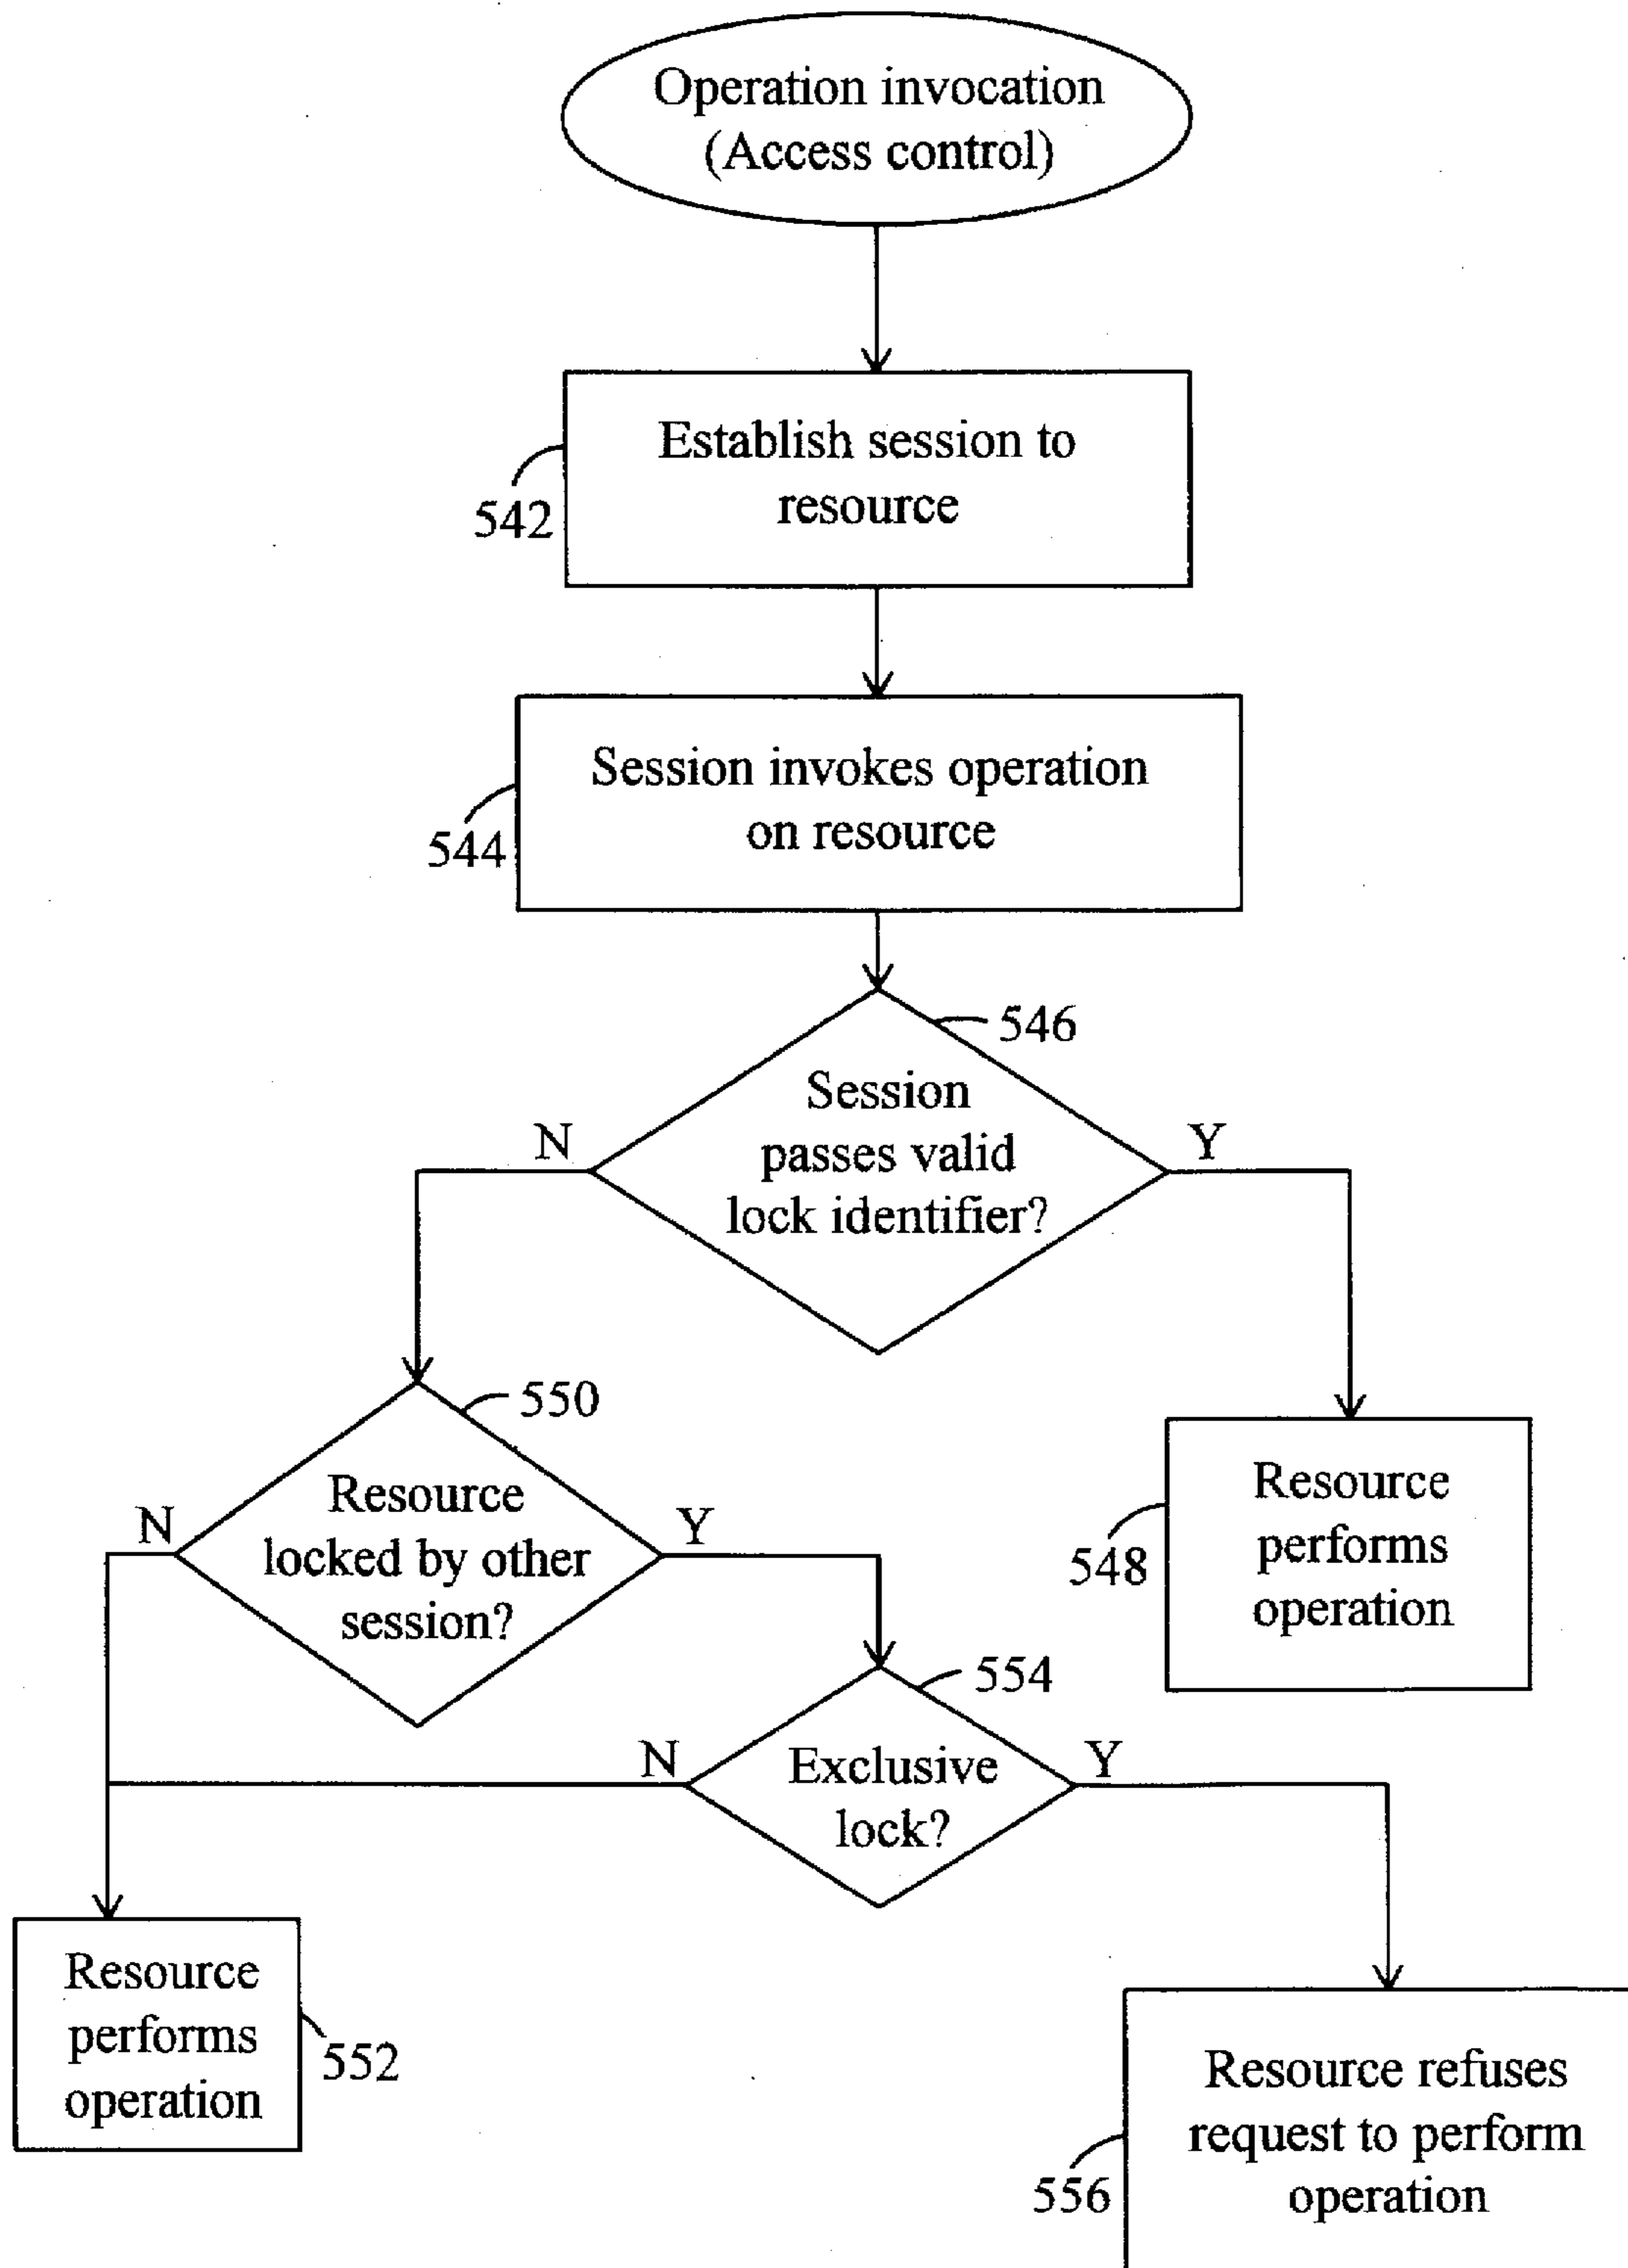 Operation invocation
(Access control)
Establish session to
resource
542
Session invokes operation
on resource
544
546
Session
passes valid
lock identifier?
N
Y
550
Resource
locked by other
session?
N
Y
Resource
performs
operation
548
554
Exclusive
lock?
N
Y
Resource
performs
operation
552
Resource refuses
request to perform
operation
556